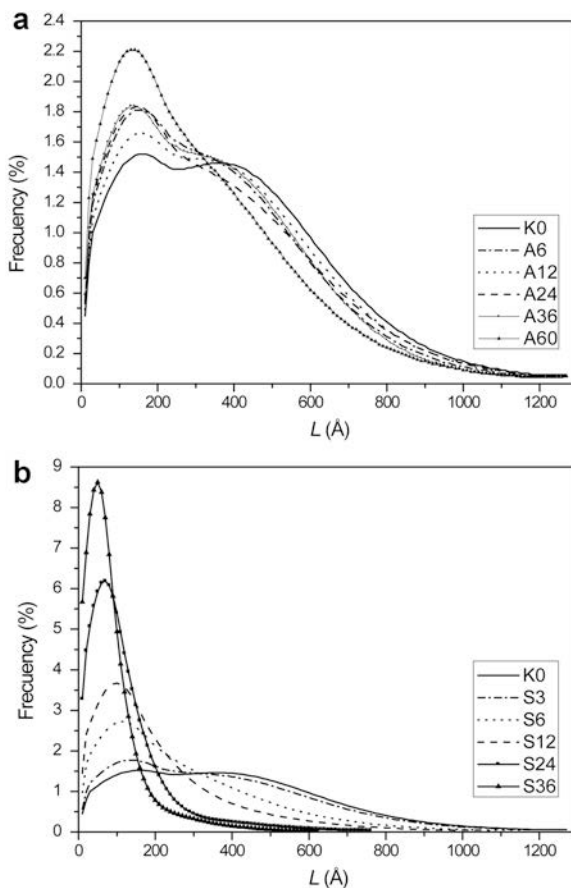 a
2.4
2.2
2.0
1.8
1.6
1.4
1.2
1.0
0.8
0.6
0.4
0.2
0.0
Frecuency (%)
K0
A6
A12
A24
A36
A60
0 200 400 600 800 1000 1200
L (Å)
b
9
8
7
6
5
4
3
2
1
0
Frecuency (%)
K0
S3
S6
S12
S24
S36
0 200 400 600 800 1000 1200
L (Å)